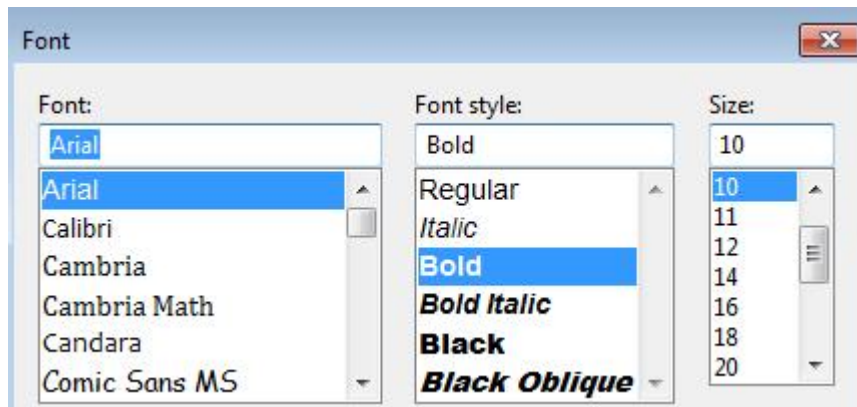 Font
Font:
Arial
Arial
Calibri
Cambria
Cambria Math
Candara
Comic Sans MS
Font style:
Bold
Regular
Italic
Bold
Bold Italic
Black
Black Oblique
Size:
10
10
11
12
14
16
18
20